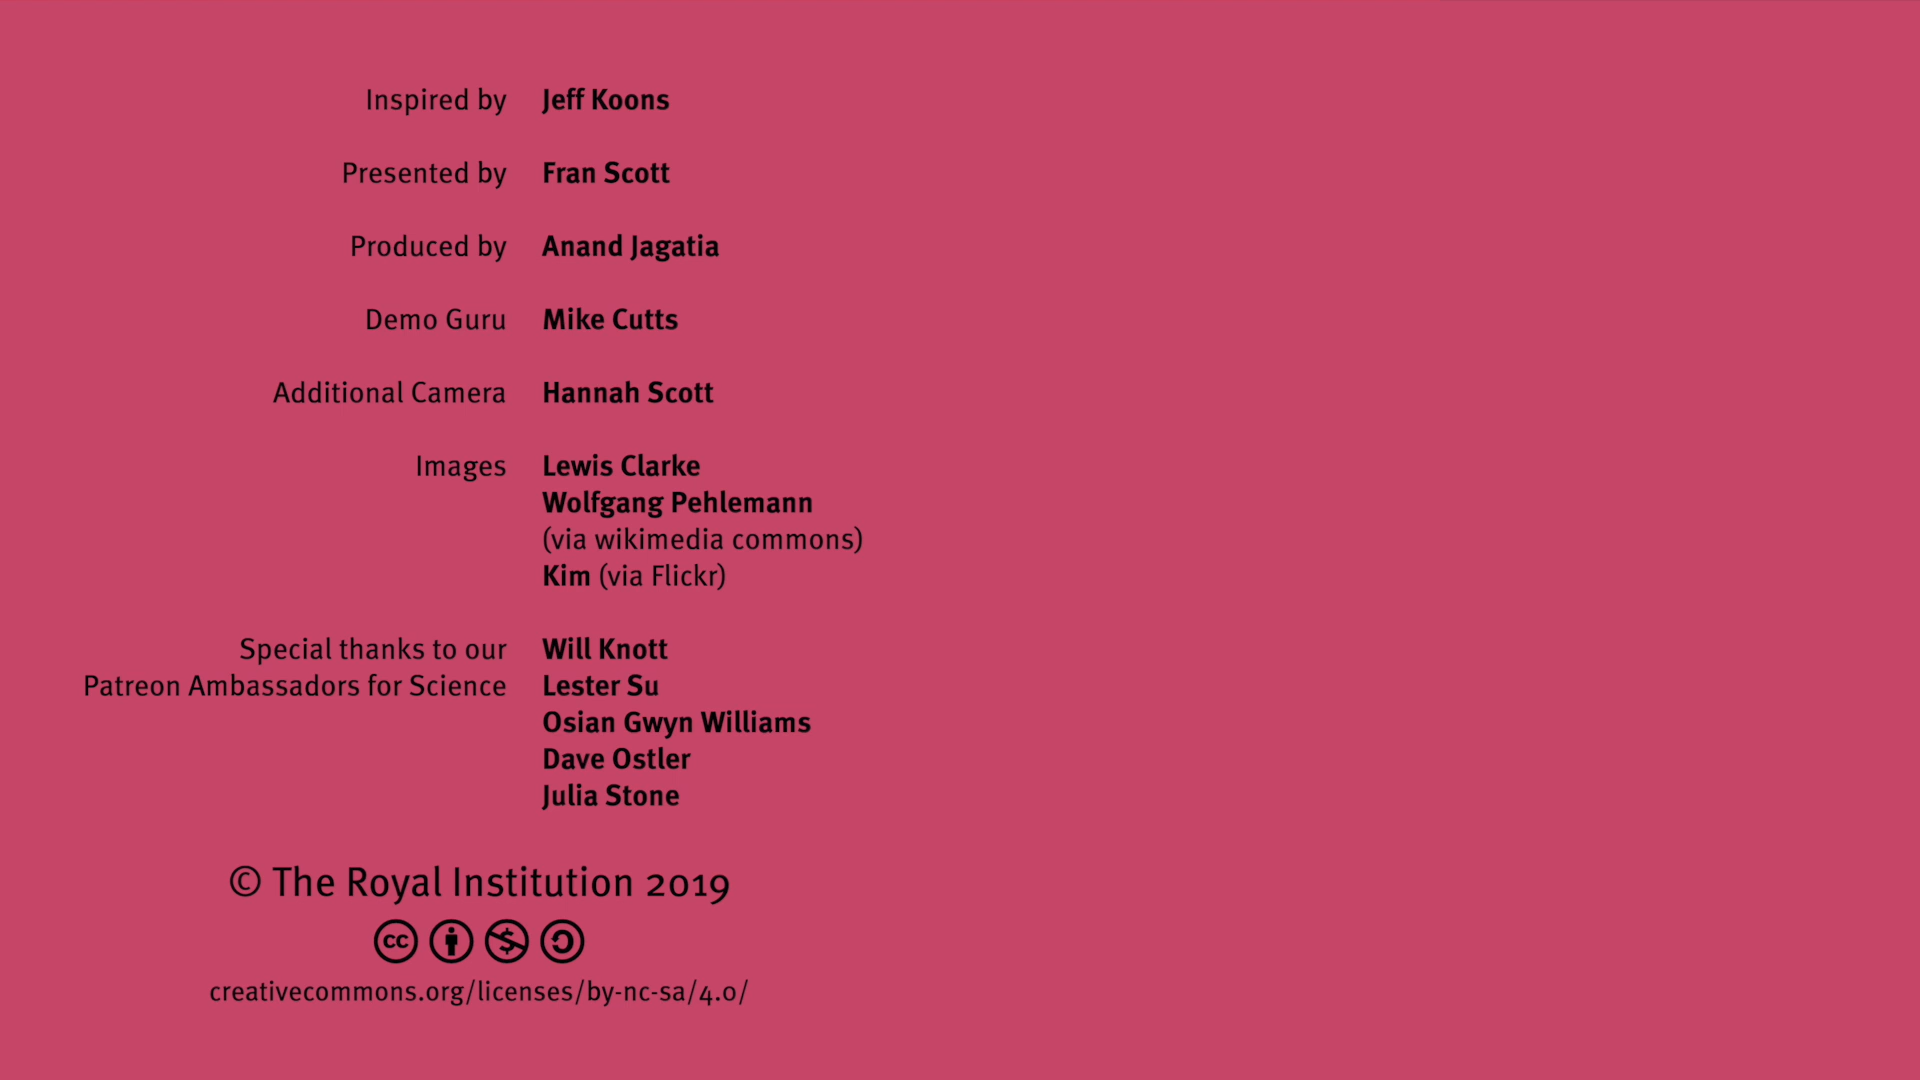 Inspired by Jeff Koons
Presented by Fran Scott
Produced by Anand Jagatia
Demo Guru Mike Cutts
Additional Camera Hannah Scott
Images Lewis Clarke
Wolfgang Pehlemann
(via wikimedia commons)
Kim (via Flickr)
Special thanks to our Will Knott
Patreon Ambassadors for Science Lester Su
Osian Gwyn Williams
Dave Ostler
Julia Stone
© The Royal Institution 2019
cc
creativecommons.org/licenses/by-nc-sa/4.0/